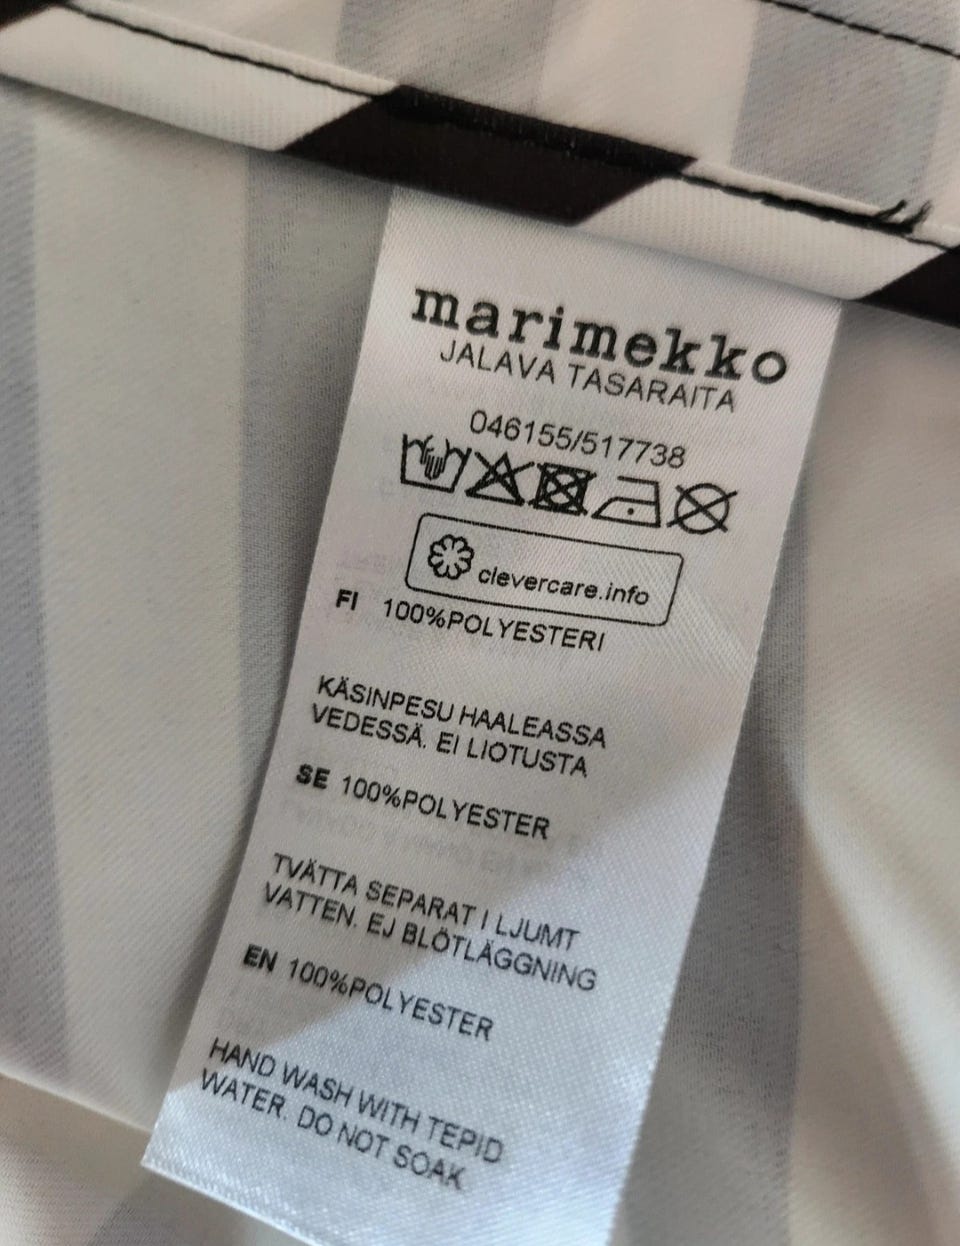 marimekko
JALAVA TASARAITA
046155/517738
clevercare.info
FI 100%POLYESTERI
KÄSINPESU HAALEASSA
VEDESSÄ. EI LIOTUSTA
SE 100%POLYESTER
TVÄTTA SEPARAT I LJUMT
VATTEN. EJ BLÖTLÄGGNING
EN 100%POLYESTER
HAND WASH WITH TEPID
WATER. DO NOT SOAK